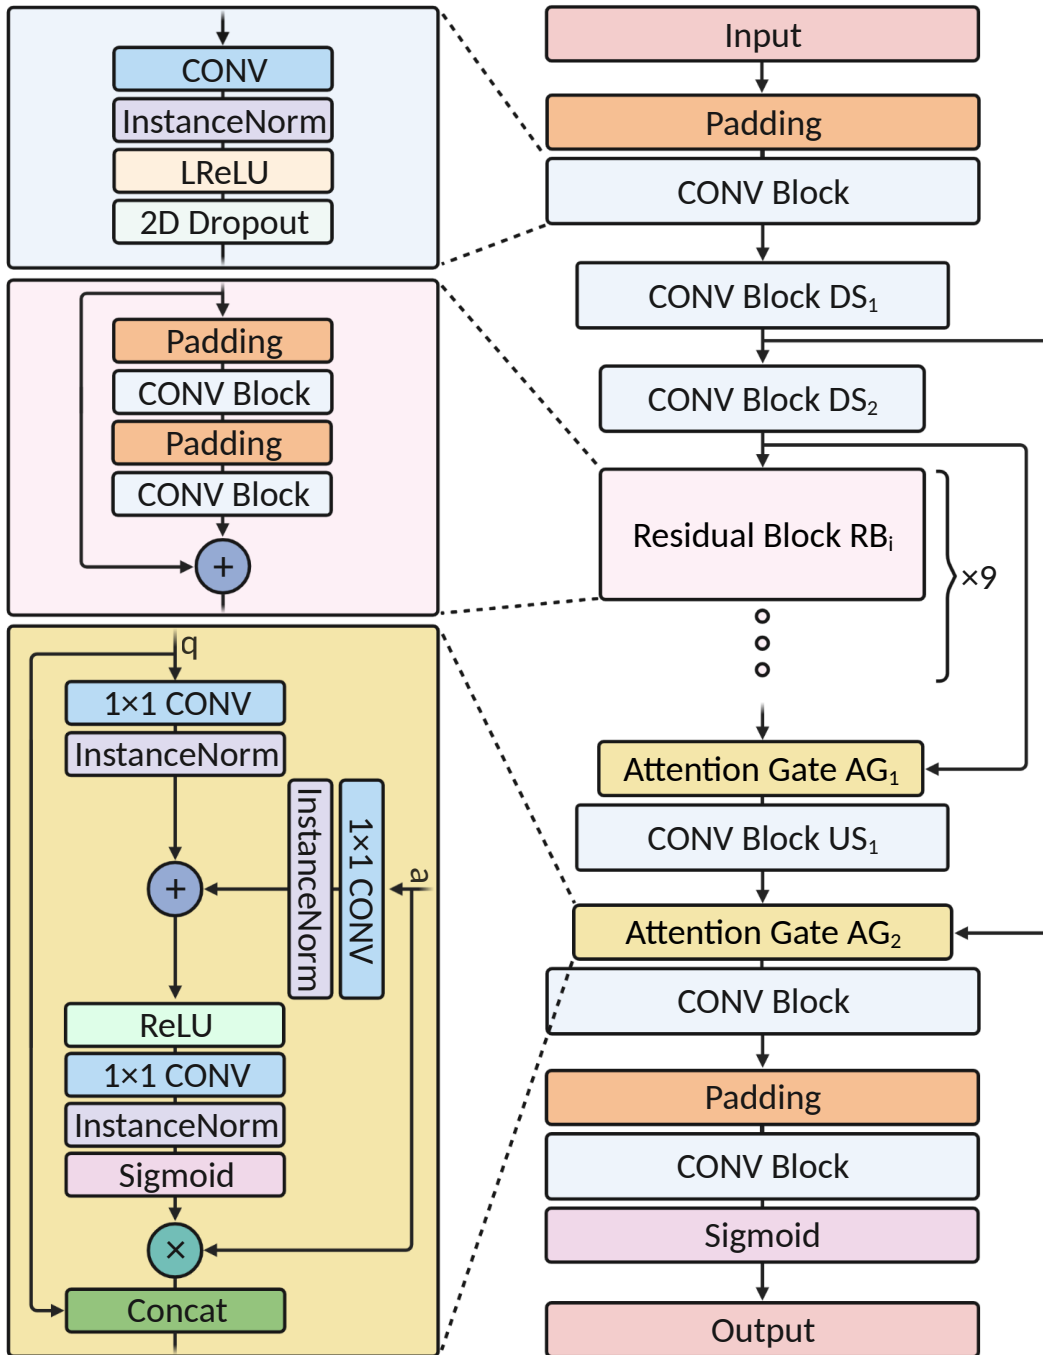 CONV
InstanceNorm
LReLU
2D Dropout
Padding
CONV Block
Padding
CONV Block
+
q
1×1 CONV
InstanceNorm
InstanceNorm
1×1 CONV
a
+
ReLU
1×1 CONV
InstanceNorm
Sigmoid
×
Concat
Input
Padding
CONV Block
CONV Block DS₁
CONV Block DS₂
Residual Block RBᵢ
×9
Attention Gate AG₁
CONV Block US₁
Attention Gate AG₂
CONV Block
Padding
CONV Block
Sigmoid
Output